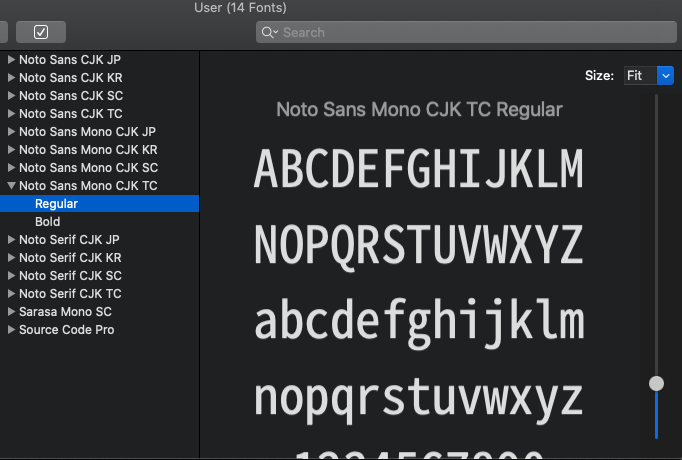 User (14 Fonts)
Search
Noto Sans CJK JP
Noto Sans CJK KR
Noto Sans CJK SC
Noto Sans CJK TC
Noto Sans Mono CJK JP
Noto Sans Mono CJK KR
Noto Sans Mono CJK SC
Noto Sans Mono CJK TC
Regular
Bold
Noto Serif CJK JP
Noto Serif CJK KR
Noto Serif CJK SC
Noto Serif CJK TC
Sarasa Mono SC
Source Code Pro
Size: Fit
Noto Sans Mono CJK TC Regular
ABCDEFGHIJKLM
NOPQRSTUVWXYZ
abcdefghijklm
nopqrstuvwxyz
1234567890